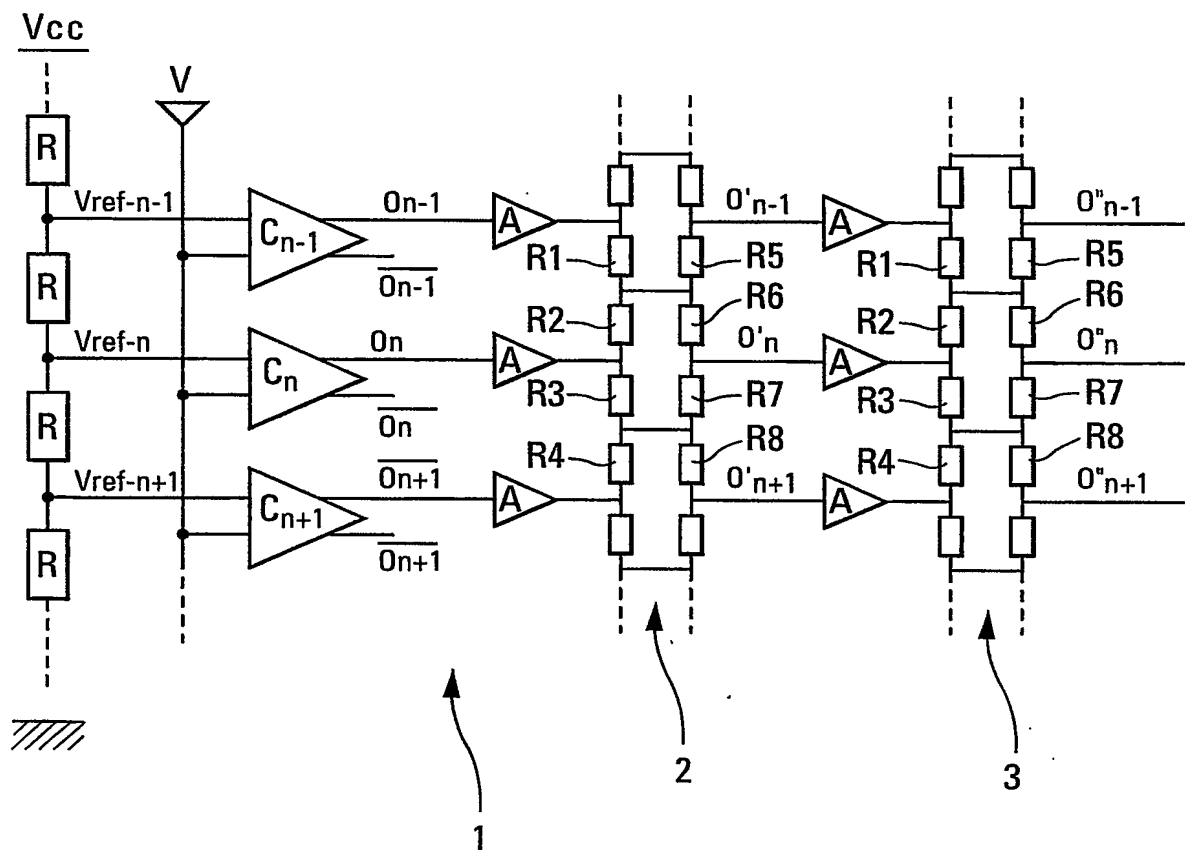 Vcc
V
R
Vref-n-1
Cn-1
On-1
On-1
A
O'n-1
A
O"n-1
R1
R5
R6
R1
R5
R6
R
R2
R2
Vref-n
Cn
On
On
A
O'n
A
O"n
R3
R7
R8
R3
R7
R8
R
R4
R4
Vref-n+1
Cn+1
On+1
On+1
A
O'n+1
A
O"n+1
R
1
2
3